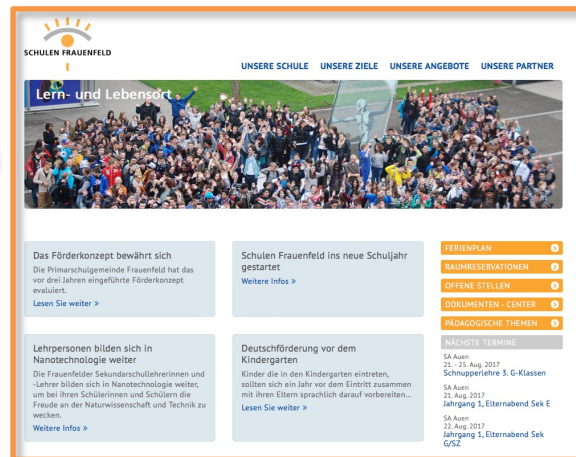 SCHULEN FRAUENFELD
UNSERE SCHULE UNSERE ZIELE UNSERE ANGEBOTE UNSERE PARTNER
Lern- und Lebensort
Das Förderkonzept bewährt sich
Die Primarschulgemeinde Frauenfeld hat das
vor drei Jahren eingeführte Förderkonzept
evaluiert.
Lesen Sie weiter »
Schulen Frauenfeld ins neue Schuljahr
gestartet
Weitere Infos »
Lehrpersonen bilden sich in
Nanotechnologie weiter
Die Frauenfelder Sekundarschullehrerinnen und
-Lehrer bilden sich in Nanotechnologie weiter,
um bei ihren Schülerinnen und Schülern die
Freude an der Naturwissenschaft und Technik zu
wecken.
Weitere Infos »
Deutschförderung vor dem
Kindergarten
Kinder die in den Kindergarten eintreten,
sollten sich ein Jahr vor dem Eintritt zusammen
mit ihren Eltern sprachlich darauf vorbereiten...
Lesen Sie weiter »
FERIENPLAN
RAUMRESERVATIONEN
OFFENE STELLEN
DOKUMENTEN - CENTER
PÄDAGOGISCHE THEMEN
NÄCHSTE TERMINE
SA Auen
21. - 25. Aug. 2017
Schnupperlehre 3. G-Klassen
SA Auen
21. Aug. 2017
Jahrgang 1, Elternabend Sek E
SA Auen
22. Aug. 2017
Jahrgang 1, Elternabend Sek
G/SZ